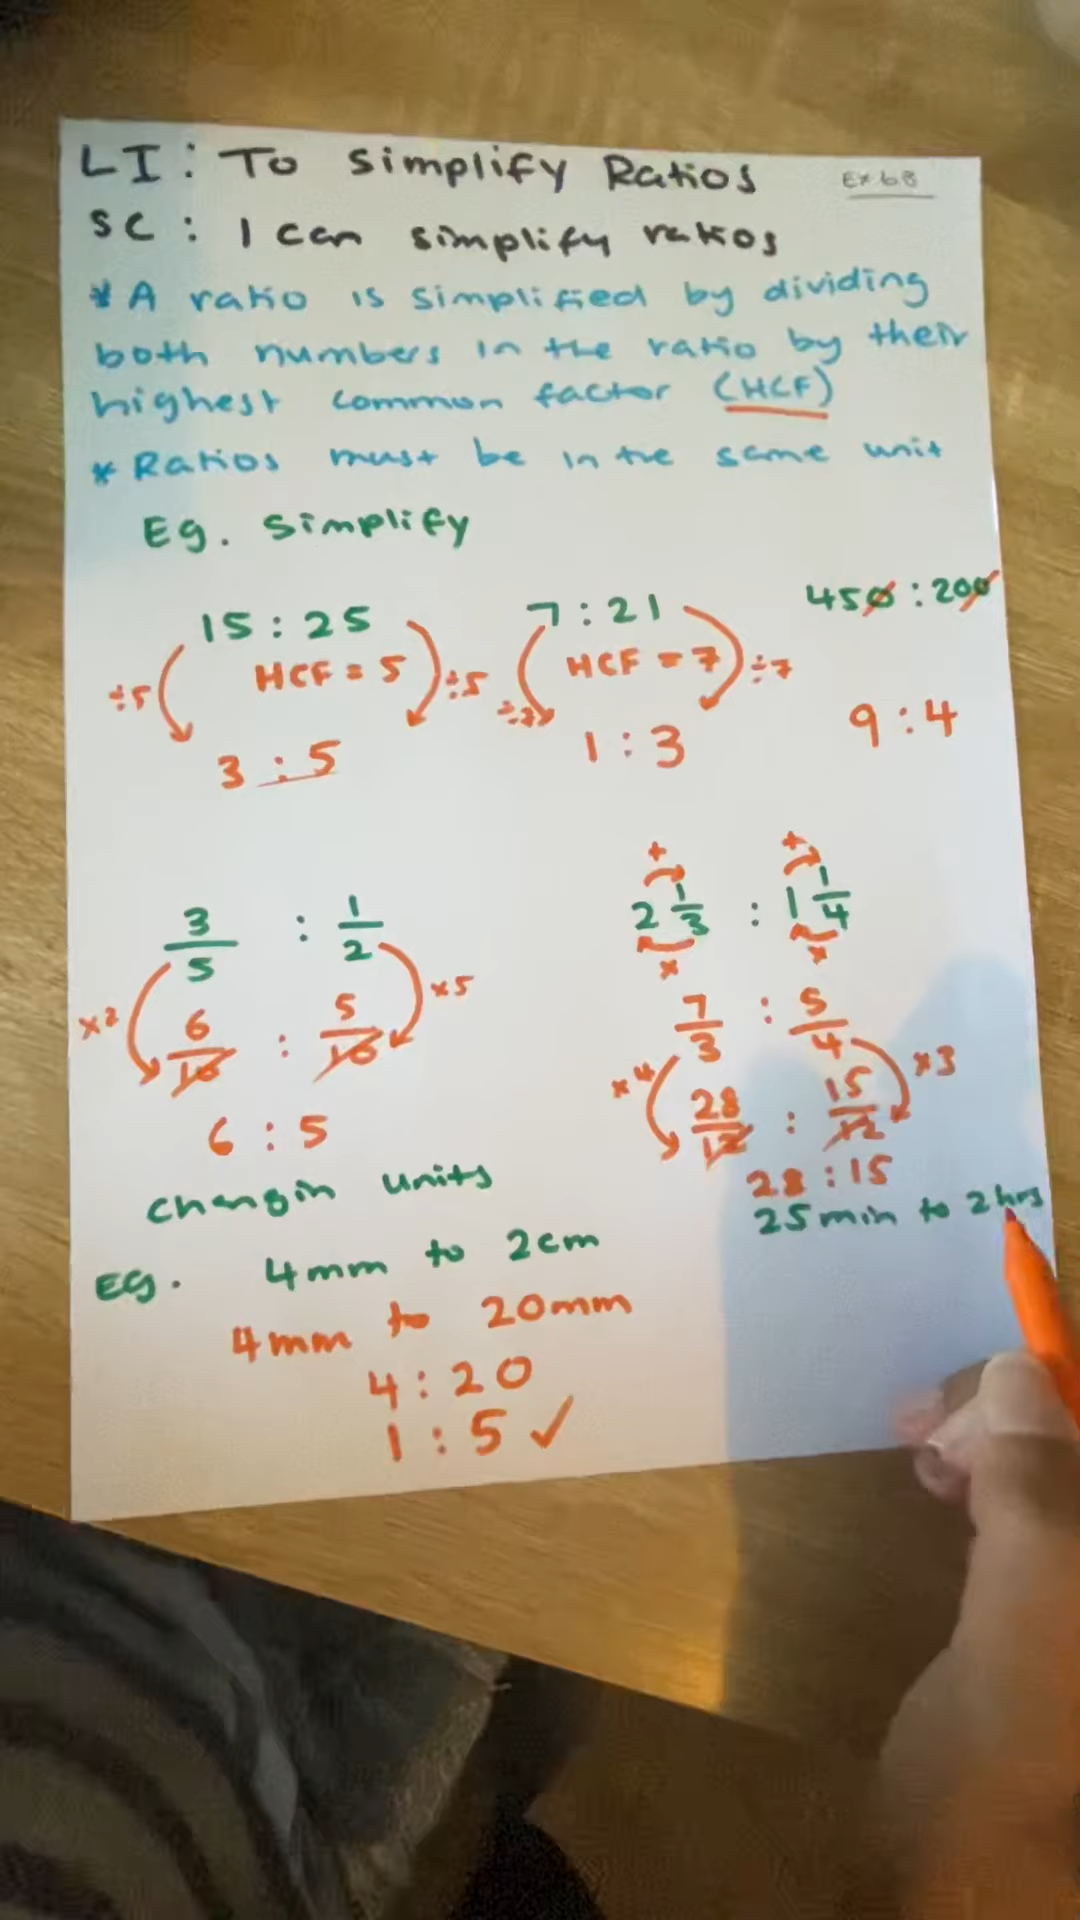 LI: To simplify Ratios
Ex 6B
SC: I can simplify ratios
* A ratio is simplified by dividing
both numbers in the ratio by their
highest common factor (HCF)
* Ratios must be in the same unit
Eg. Simplify
15 : 25
HCF = 5
÷5
÷5
3 : 5
7 : 21
HCF = 7
÷7
÷7
1 : 3
450 : 200
9 : 4
3/5 : 1/2
×2
×5
6/10 : 5/10
6 : 5
+ +
2 1/3 : 1 1/4
× ×
7/3 : 5/4
×4
×3
28/12 : 15/12
28 : 15
Changin units
EG. 4mm to 2cm
4mm to 20mm
4 : 20
1 : 5 ✓
25min to 2hrs